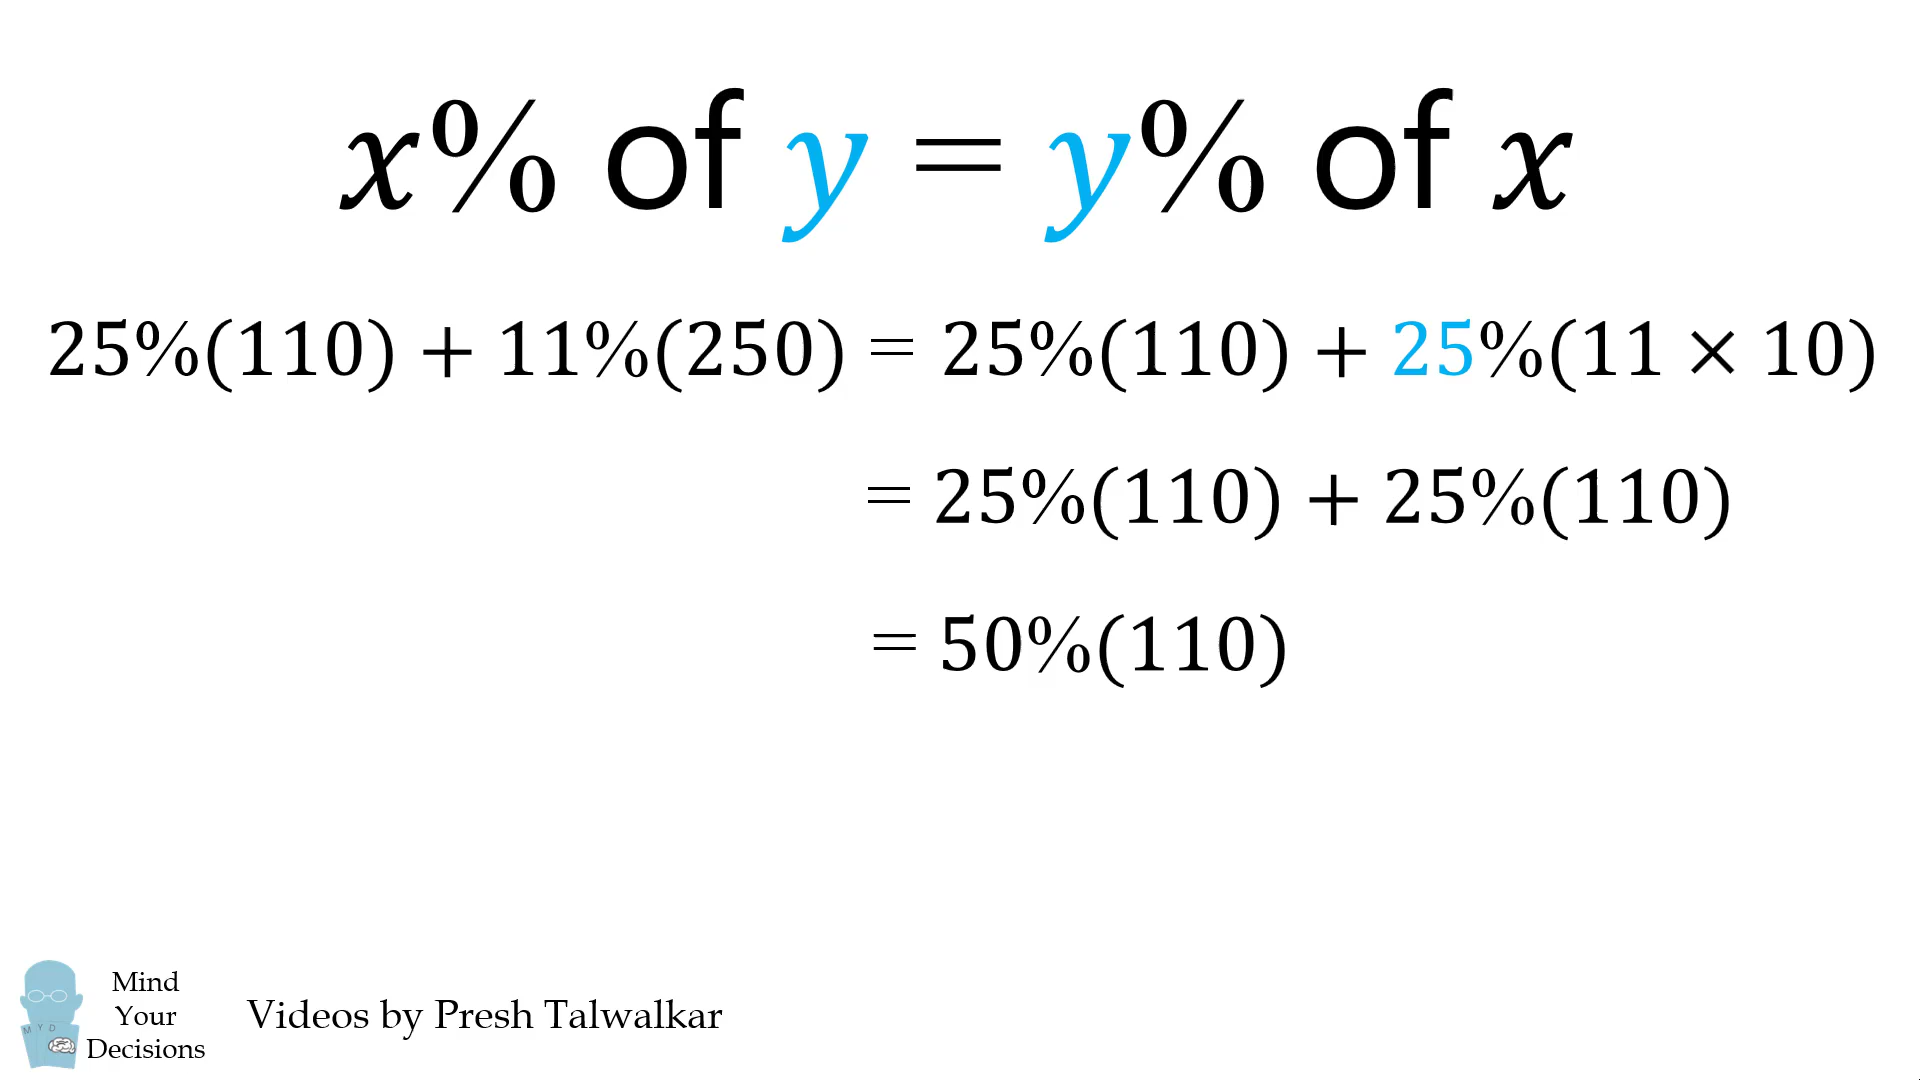 x% of y = y% of x
25%(110) + 11%(250) = 25%(110) + 25%(11 × 10)
= 25%(110) + 25%(110)
= 50%(110)
Mind
Your
Decisions
M Y D
Videos by Presh Talwalkar